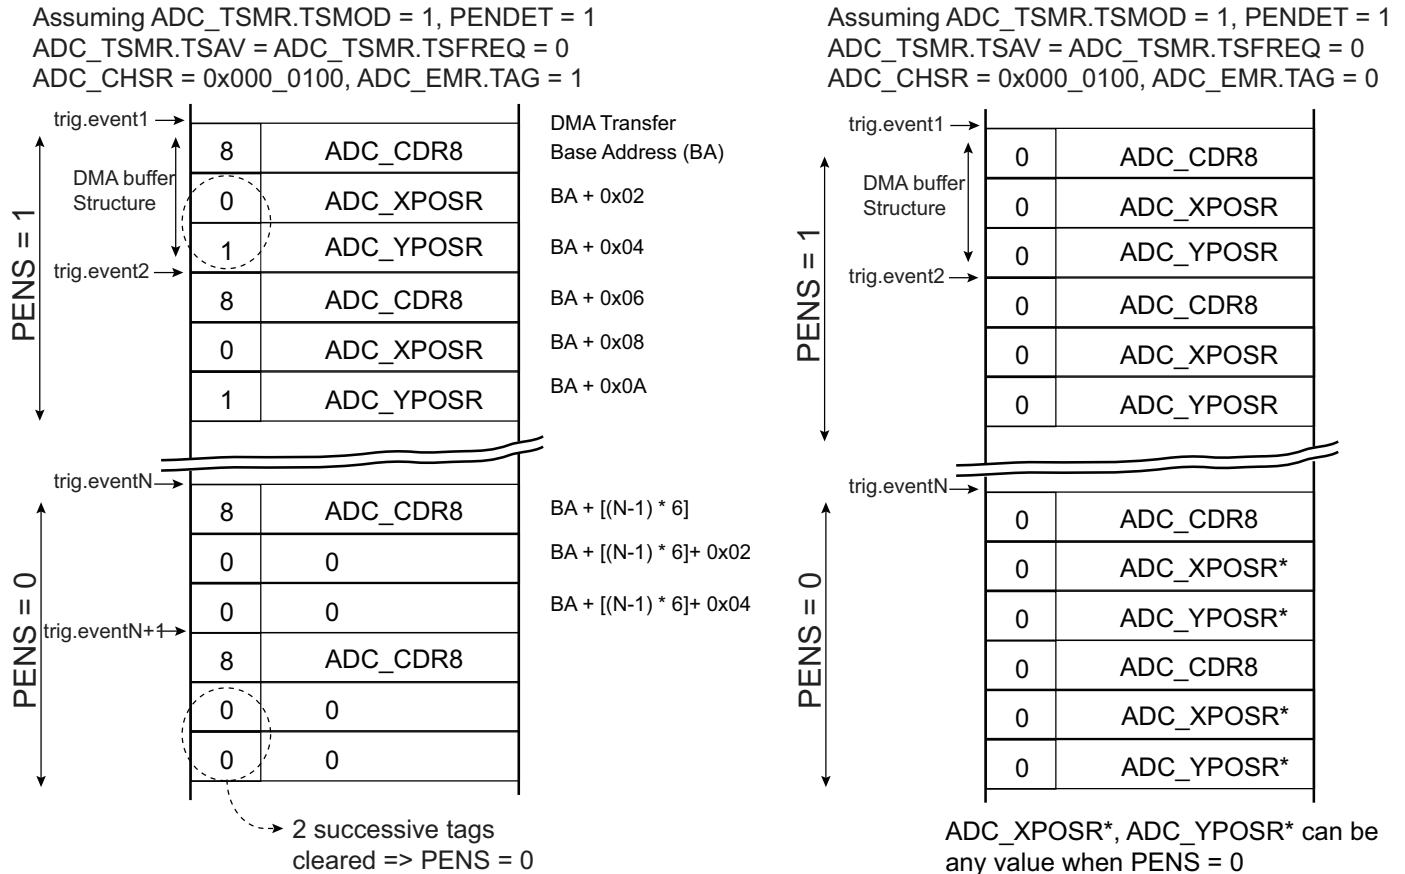 Assuming ADC_TSMR.TSMOD = 1, PENDET = 1
ADC_TSMR.TSAV = ADC_TSMR.TSFREQ = 0
ADC_CHSR = 0x000_0100, ADC_EMR.TAG = 1
trig.event1
DMA Transfer
8 ADC_CDR8 Base Address (BA)
DMA buffer
Structure
0 ADC_XPOSR BA + 0x02
1 ADC_YPOSR BA + 0x04
trig.event2
8 ADC_CDR8 BA + 0x06
0 ADC_XPOSR BA + 0x08
1 ADC_YPOSR BA + 0x0A
PENS = 1
trig.eventN
8 ADC_CDR8 BA + [(N-1) * 6]
0 0 BA + [(N-1) * 6]+ 0x02
0 0 BA + [(N-1) * 6]+ 0x04
trig.eventN+1
8 ADC_CDR8
0 0
0 0
PENS = 0
2 successive tags
cleared => PENS = 0
Assuming ADC_TSMR.TSMOD = 1, PENDET = 1
ADC_TSMR.TSAV = ADC_TSMR.TSFREQ = 0
ADC_CHSR = 0x000_0100, ADC_EMR.TAG = 0
trig.event1
0 ADC_CDR8
DMA buffer
Structure
0 ADC_XPOSR
0 ADC_YPOSR
trig.event2
0 ADC_CDR8
0 ADC_XPOSR
0 ADC_YPOSR
PENS = 1
trig.eventN
0 ADC_CDR8
0 ADC_XPOSR*
0 ADC_YPOSR*
0 ADC_CDR8
0 ADC_XPOSR*
0 ADC_YPOSR*
PENS = 0
ADC_XPOSR*, ADC_YPOSR* can be
any value when PENS = 0